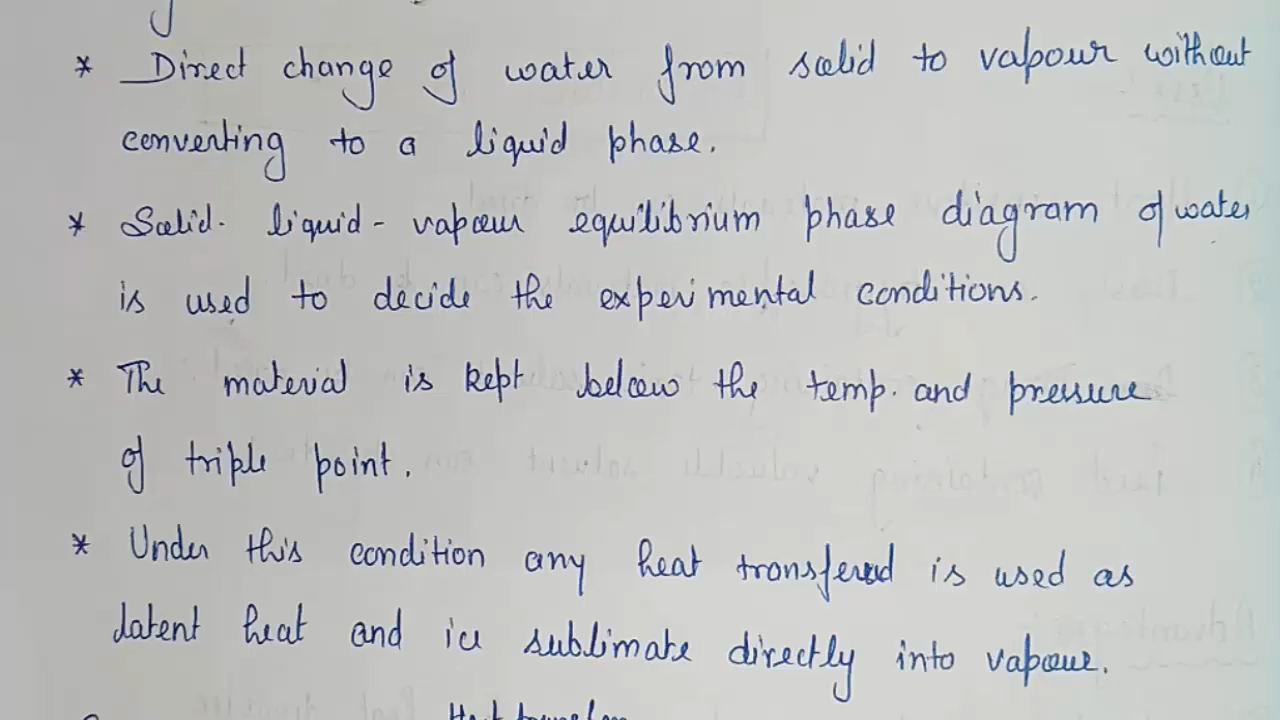 * Direct change of water from solid to vapour without
converting to a liquid phase.
* Solid-liquid-vapour equilibrium phase diagram of water
is used to decide the experimental conditions.
* The material is kept below the temp. and pressure
of triple point.
* Under this condition any heat transfered is used as
latent heat and ice sublimate directly into vapour.